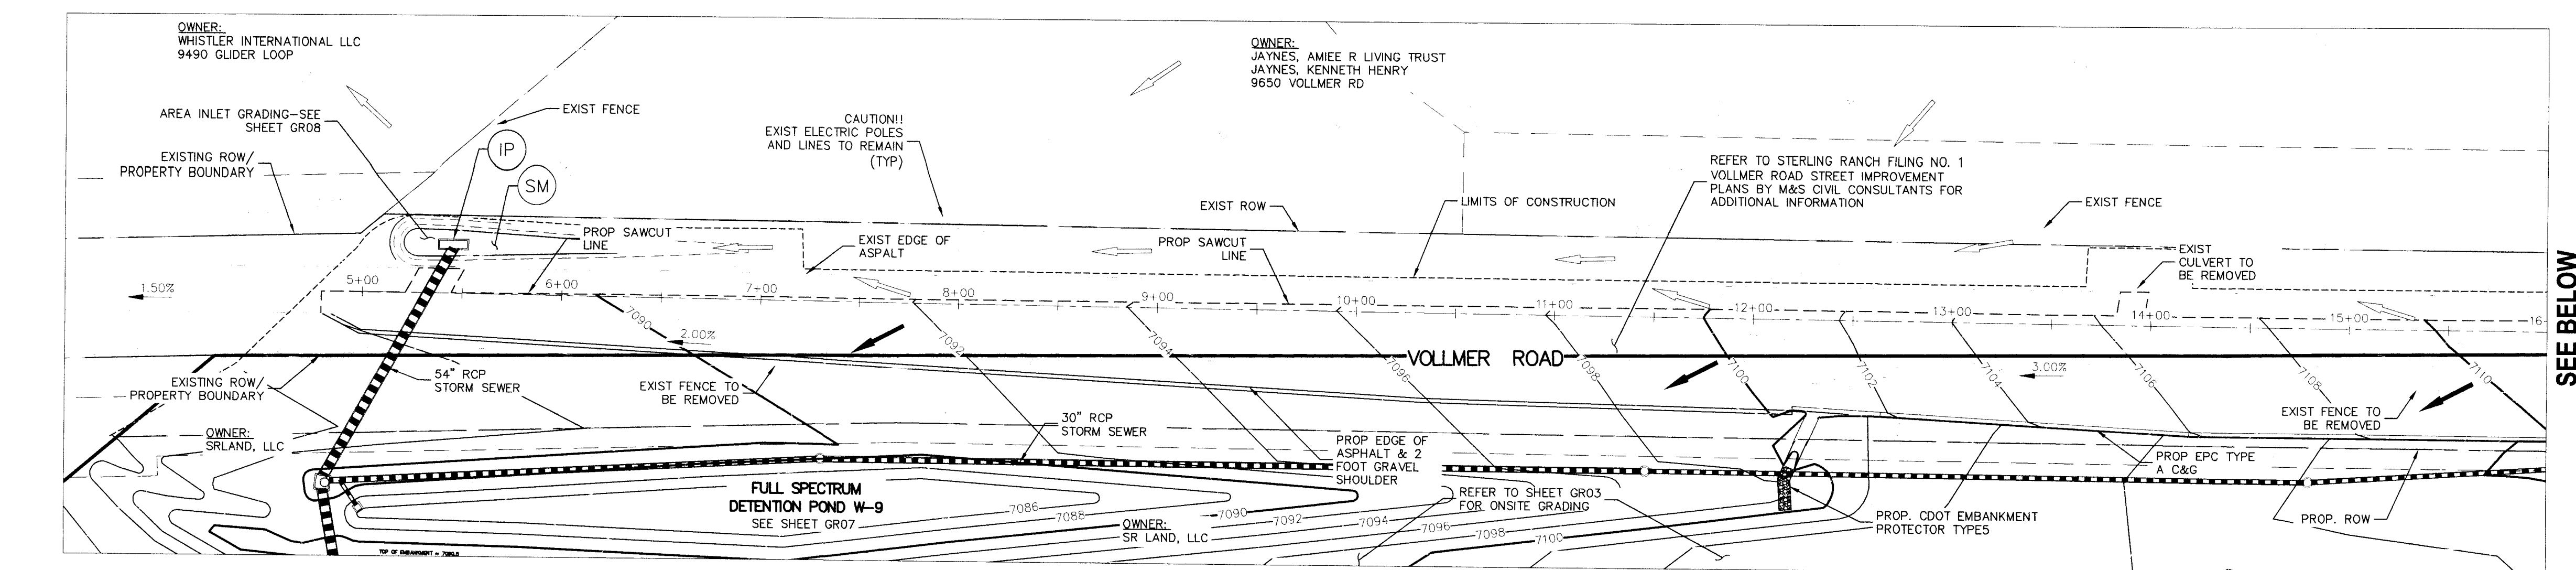 OWNER:
WHISTLER INTERNATIONAL LLC
9490 GLIDER LOOP
OWNER:
JAYNES, AMIEE R LIVING TRUST
JAYNES, KENNETH HENRY
9650 VOLLMER RD
AREA INLET GRADING-SEE
SHEET GR08
EXIST FENCE
CAUTION!!
EXIST ELECTRIC POLES
AND LINES TO REMAIN
(TYP)
EXISTING ROW/
PROPERTY BOUNDARY
IP
SM
REFER TO STERLING RANCH FILING NO. 1
VOLLMER ROAD STREET IMPROVEMENT
PLANS BY M&S CIVIL CONSULTANTS FOR
ADDITIONAL INFORMATION
EXIST ROW
LIMITS OF CONSTRUCTION
EXIST FENCE
PROP SAWCUT
LINE
EXIST EDGE OF
ASPALT
PROP SAWCUT
LINE
EXIST
CULVERT TO
BE REMOVED
SEE BELOW
1.50%
5+00
6+00
7+00
8+00
9+00
10+00
11+00
12+00
13+00
14+00
15+00
16
7090
2.00%
7092
7094
7096
VOLLMER ROAD
7098
7100
7102
7104
3.00%
7106
7108
7110
EXISTING ROW/
PROPERTY BOUNDARY
54" RCP
STORM SEWER
EXIST FENCE TO
BE REMOVED
30" RCP
STORM SEWER
EXIST FENCE TO
BE REMOVED
OWNER:
SRLAND, LLC
PROP EDGE OF
ASPHALT & 2
FOOT GRAVEL
SHOULDER
PROP EPC TYPE
A C&G
FULL SPECTRUM
DETENTION POND W-9
SEE SHEET GR07
7086
7088
7090
7092
7094
7096
7098
7100
OWNER:
SR LAND, LLC
REFER TO SHEET GR03
FOR ONSITE GRADING
PROP. CDOT EMBANKMENT
PROTECTOR TYPE5
PROP. ROW
TOP OF EMBANKMENT = 7090.5